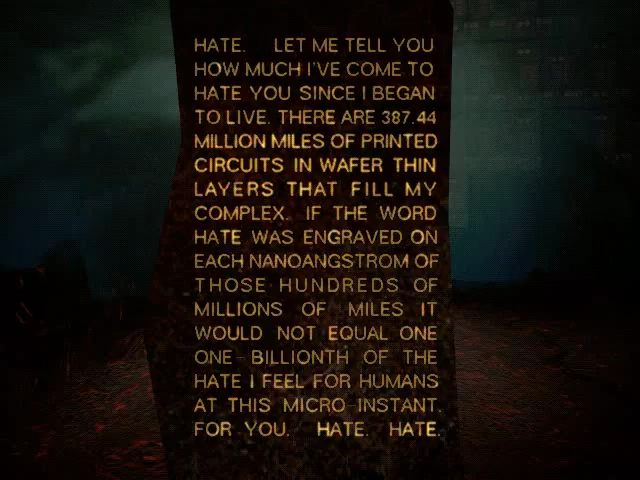 HATE. LET ME TELL YOU
HOW MUCH I'VE COME TO
HATE YOU SINCE I BEGAN
TO LIVE. THERE ARE 387.44
MILLION MILES OF PRINTED
CIRCUITS IN WAFER THIN
LAYERS THAT FILL MY
COMPLEX. IF THE WORD
HATE WAS ENGRAVED ON
EACH NANOANGSTROM OF
THOSE HUNDREDS OF
MILLIONS OF MILES IT
WOULD NOT EQUAL ONE
ONE-BILLIONTH OF THE
HATE I FEEL FOR HUMANS
AT THIS MICRO-INSTANT.
FOR YOU. HATE. HATE.